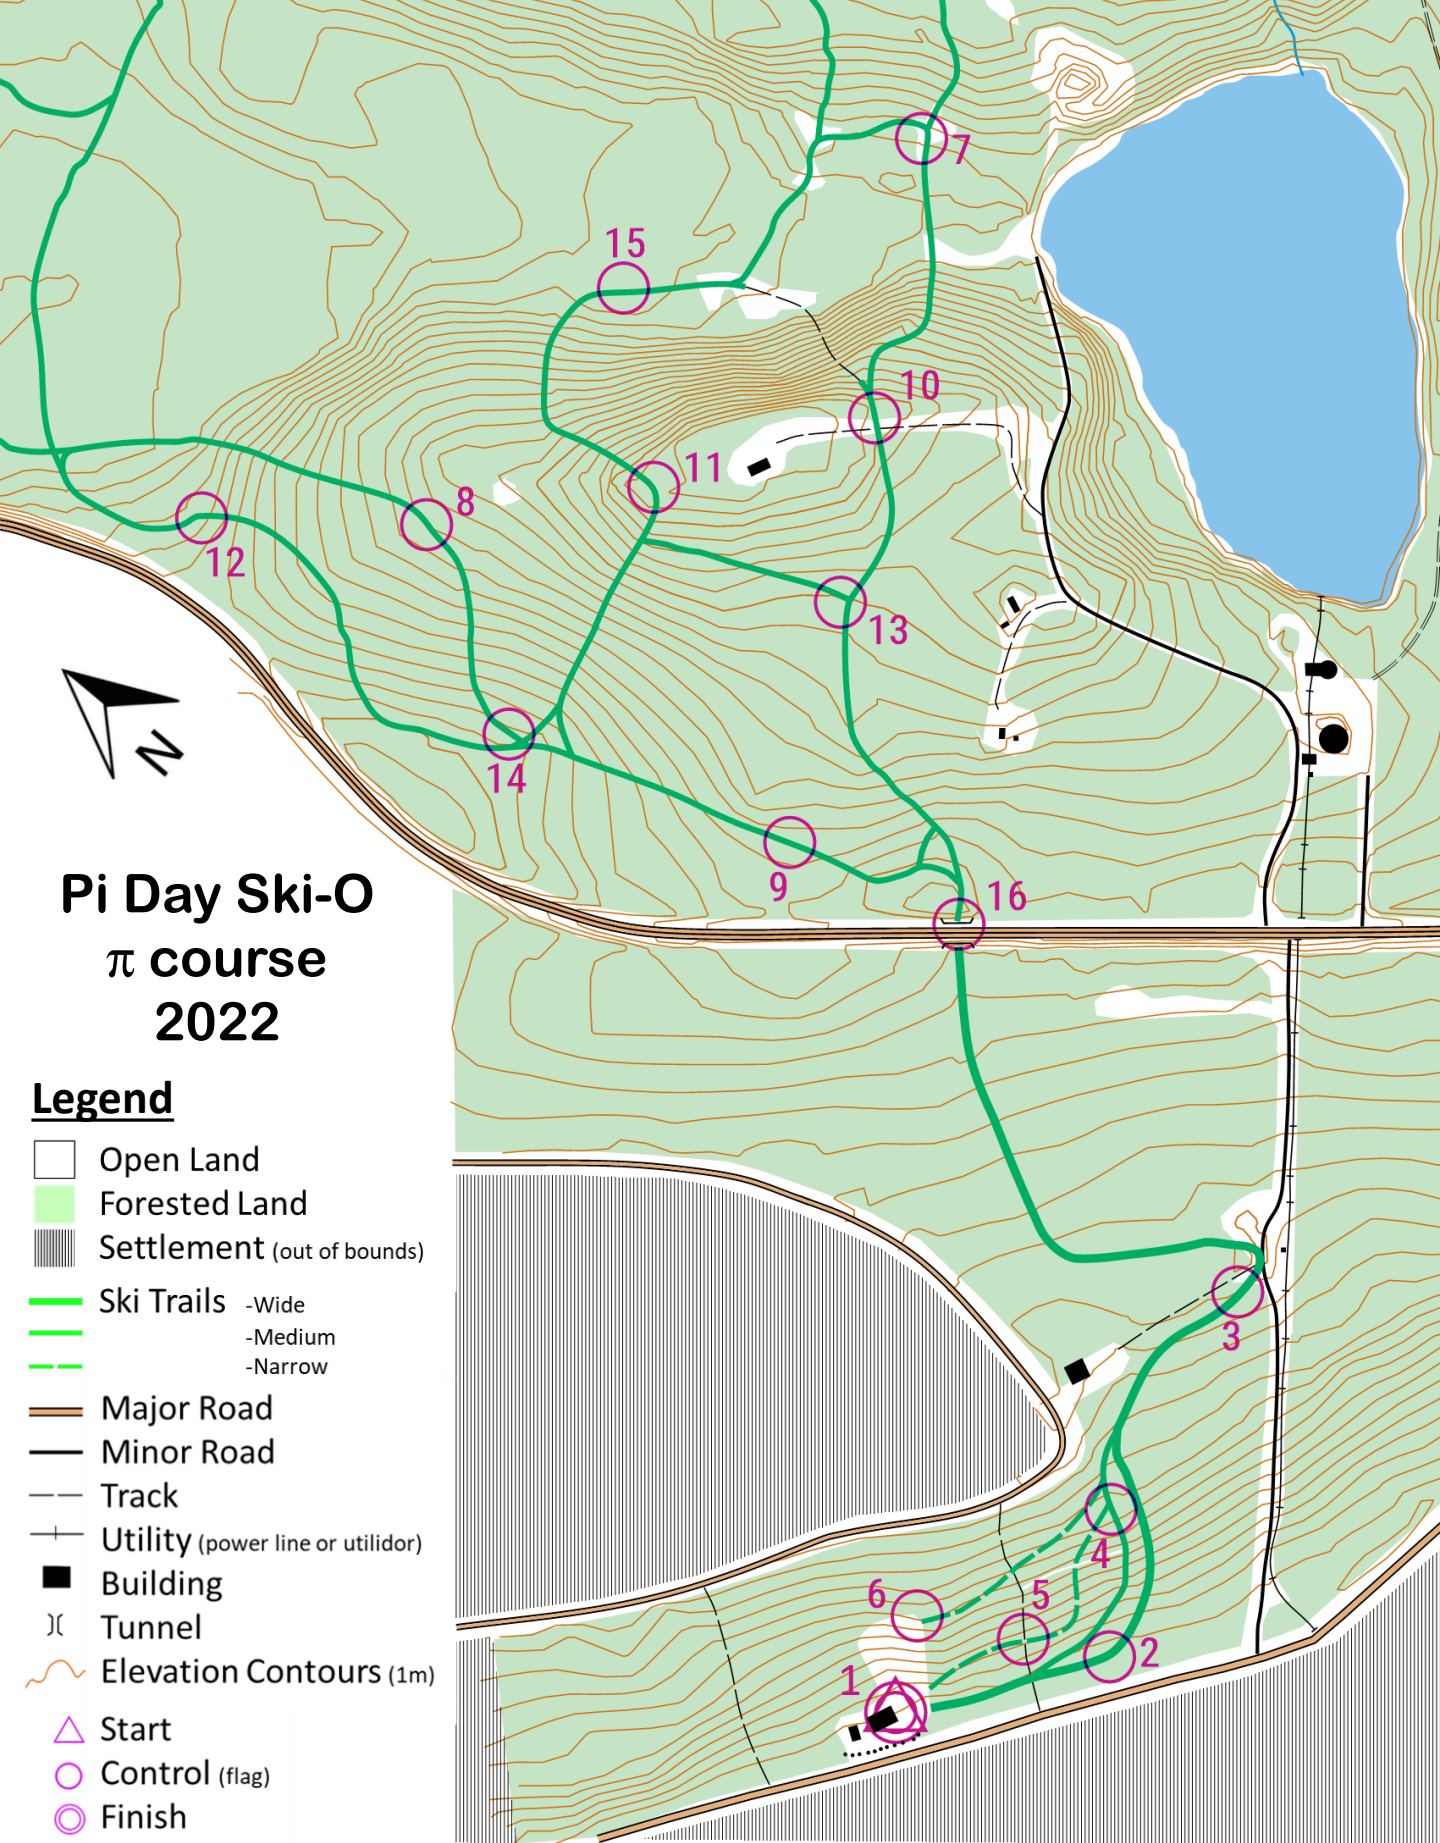 7
15
10
11
8
12
13
14
9
16
N
Pi Day Ski-O
π course
2022
Legend
Open Land
Forested Land
Settlement (out of bounds)
Ski Trails -Wide
-Medium
-Narrow
Major Road
Minor Road
Track
Utility (power line or utilidor)
Building
Tunnel
Elevation Contours (1m)
Start
Control (flag)
Finish
3
4
5
6
2
1